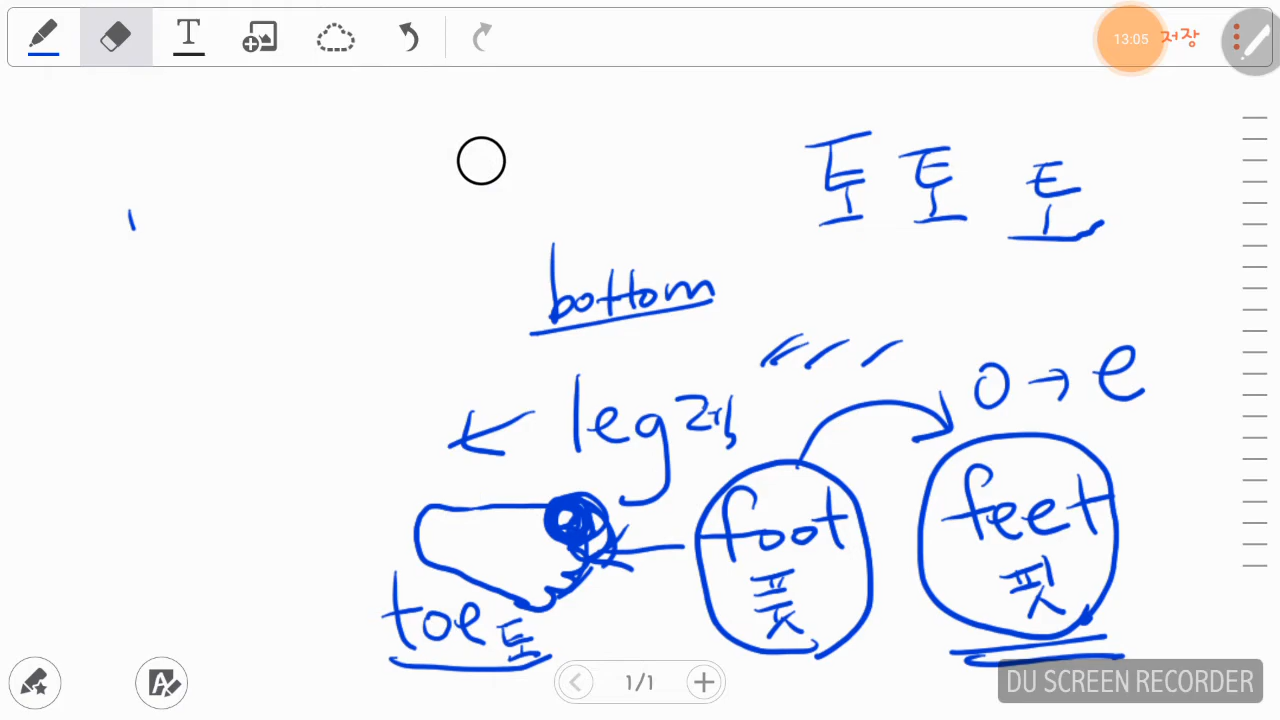 T
13:05 저장
토 토 토
bottom
leg
o → e
foot
풋
feet
핏
toe 토
1/1
DU SCREEN RECORDER